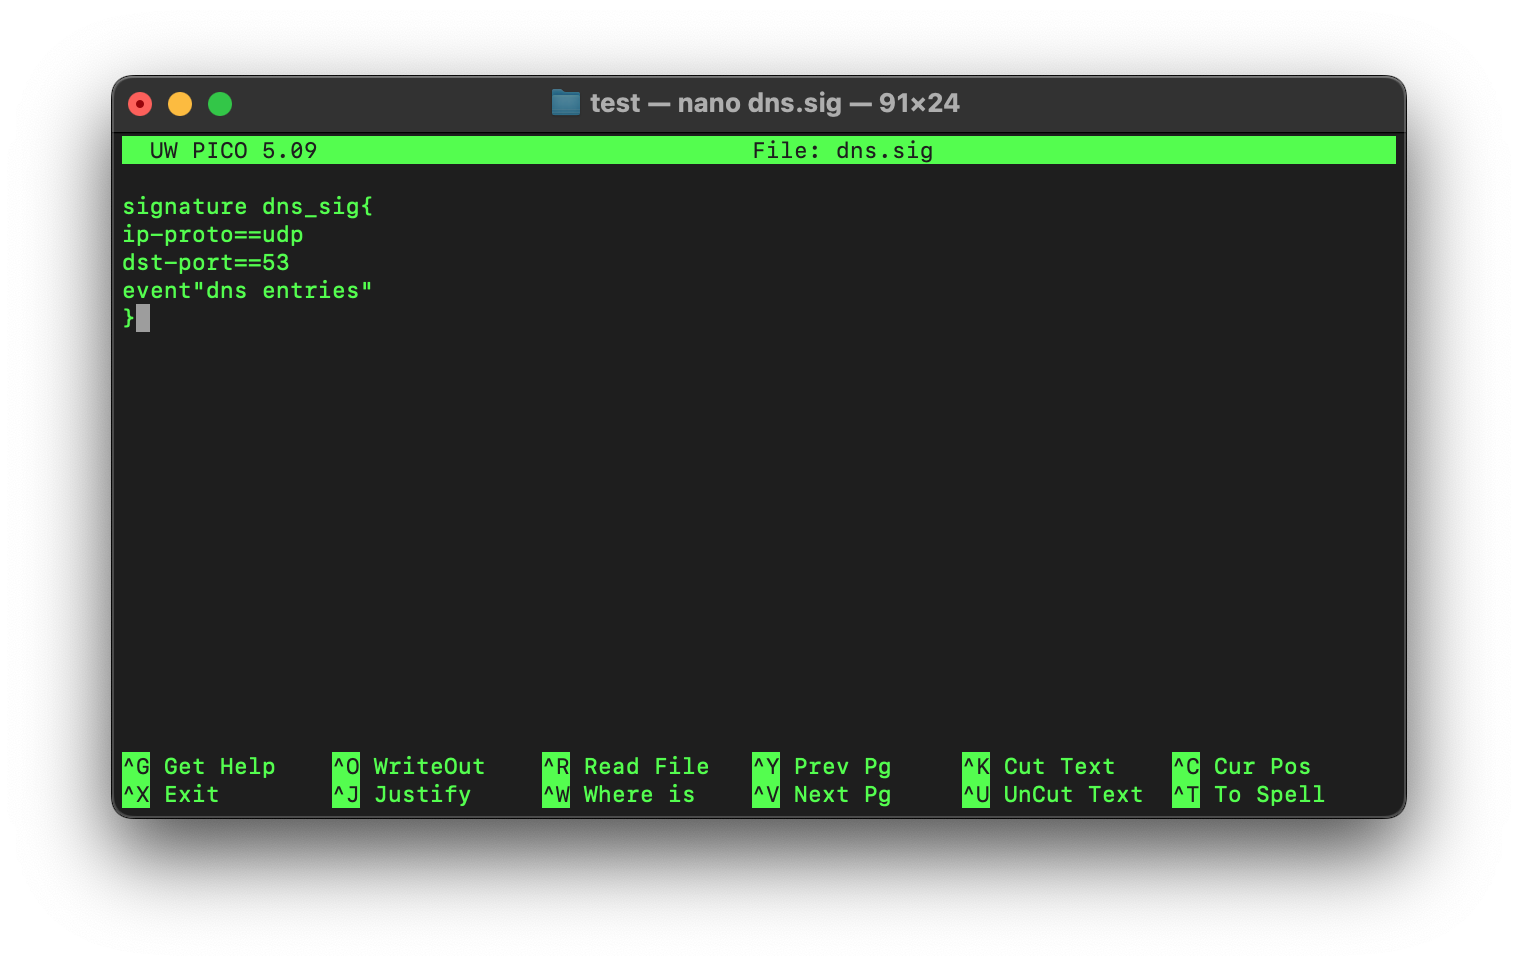 test — nano dns.sig — 91×24
UW PICO 5.09 File: dns.sig
signature dns_sig{
ip-proto==udp
dst-port==53
event"dns entries"
}
^G Get Help ^O WriteOut ^R Read File ^Y Prev Pg ^K Cut Text ^C Cur Pos
^X Exit ^J Justify ^W Where is ^V Next Pg ^U UnCut Text ^T To Spell